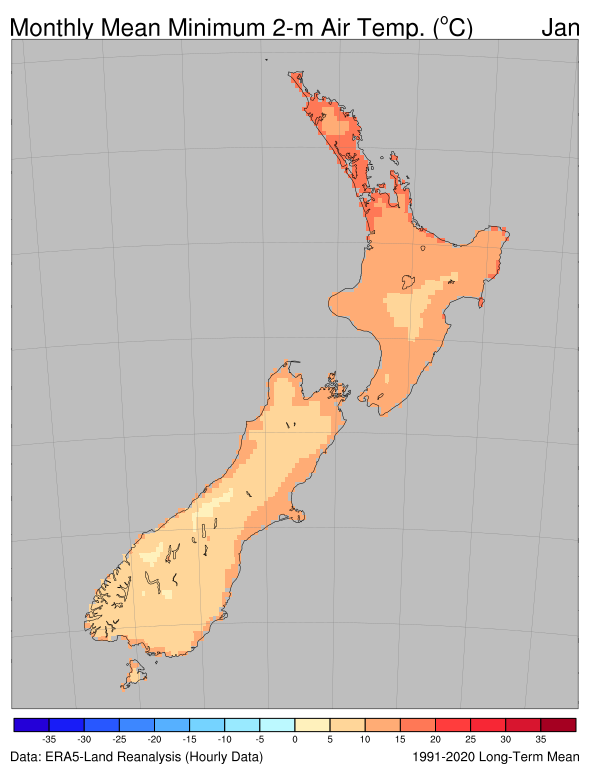 Monthly Mean Minimum 2-m Air Temp. (°C) Jan
-35 -30 -25 -20 -15 -10 -5 0 5 10 15 20 25 30 35
Data: ERA5-Land Reanalysis (Hourly Data) 1991-2020 Long-Term Mean